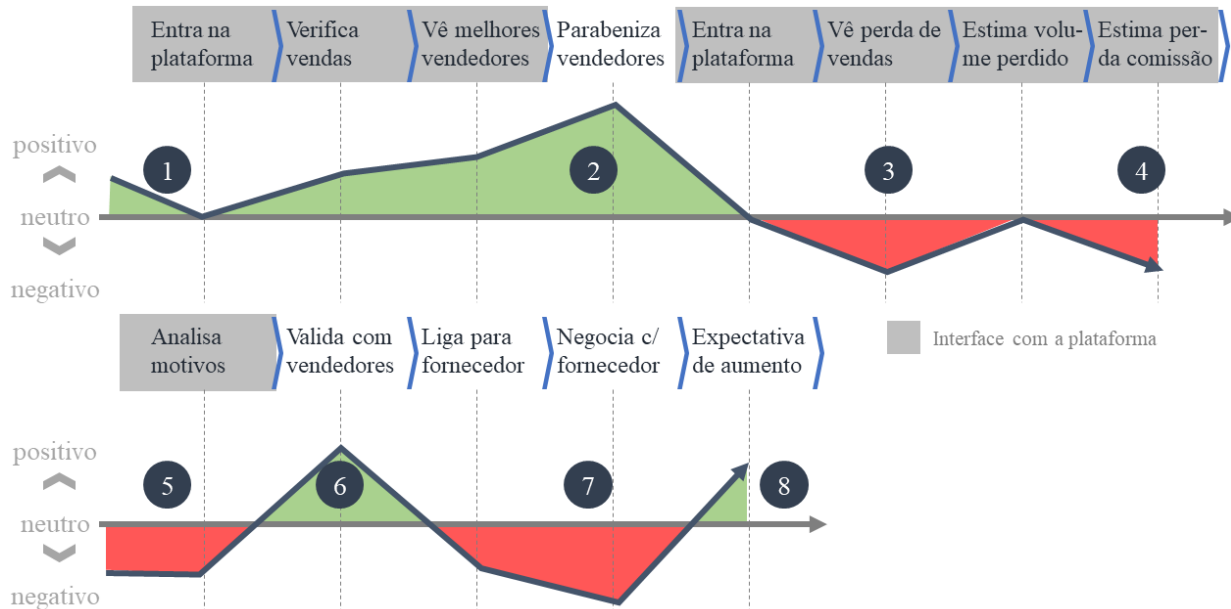 Entra na
plataforma
Verifica
vendas
Vê melhores
vendedores
Parabeniza
vendedores
Entra na
plataforma
Vê perda de
vendas
Estima volu-
me perdido
Estima per-
da comissão
positivo
neutro
negativo
1
2
3
4
Analisa
motivos
Valida com
vendedores
Liga para
fornecedor
Negocia c/
fornecedor
Expectativa
de aumento
Interface com a plataforma
positivo
neutro
negativo
5
6
7
8